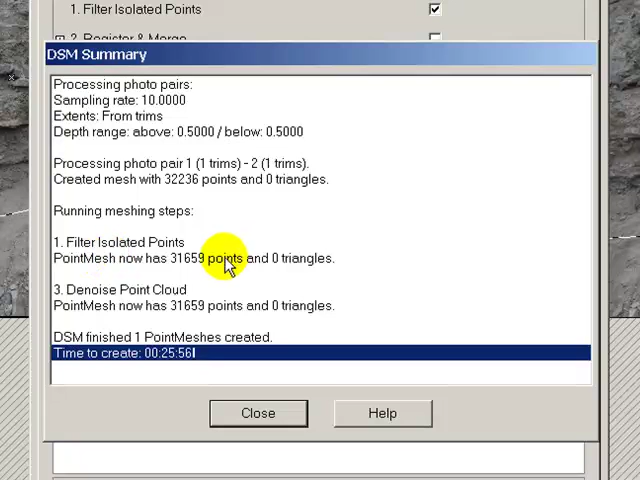 1. Filter Isolated Points
2. Register & Merge
DSM Summary
Processing photo pairs:
Sampling rate: 10.0000
Extents: From trims
Depth range: above: 0.5000 / below: 0.5000
Processing photo pair 1 (1 trims) - 2 (1 trims).
Created mesh with 32236 points and 0 triangles.
Running meshing steps:
1. Filter Isolated Points
PointMesh now has 31659 points and 0 triangles.
3. Denoise Point Cloud
PointMesh now has 31659 points and 0 triangles.
DSM finished 1 PointMeshes created.
Time to create: 00:25:56
Close
Help